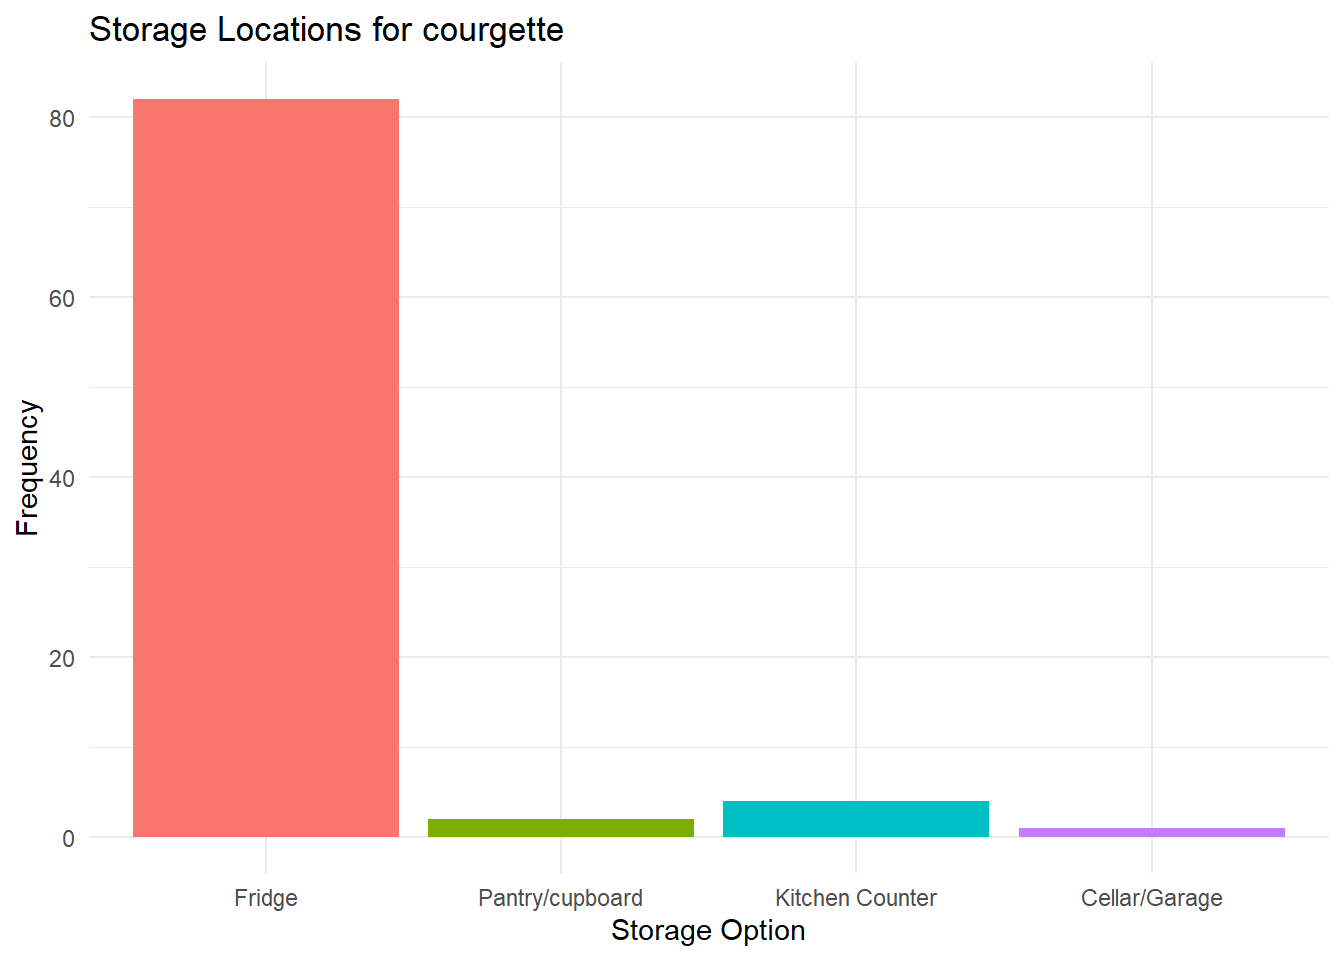 Storage Locations for courgette
Frequency
80
60
40
20
0
Fridge
Pantry/cupboard
Kitchen Counter
Cellar/Garage
Storage Option